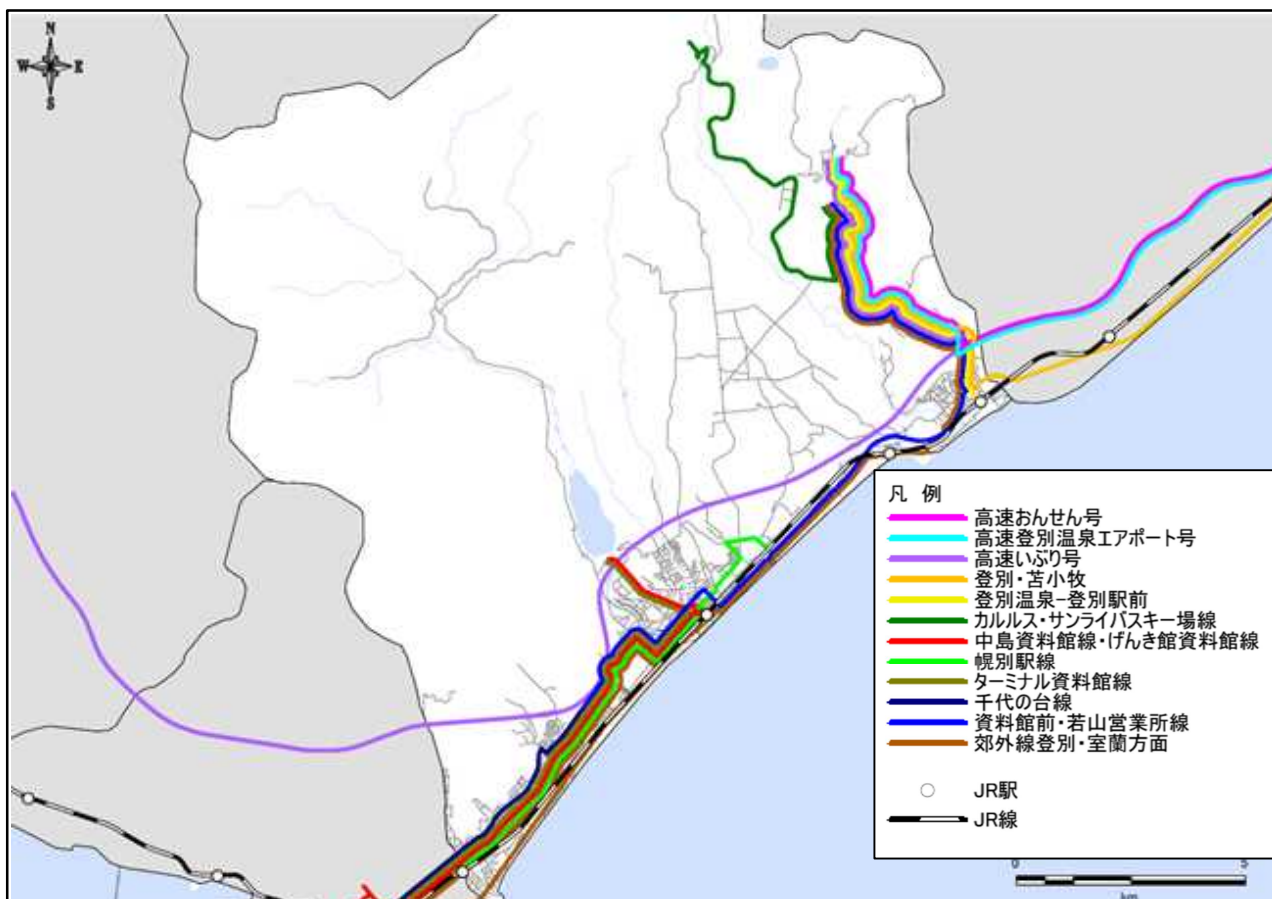 N
W E
S
凡 例
高速おんせん号
高速登別温泉エアポート号
高速いぶり号
登別・苫小牧
登別温泉−登別駅前
カルルス・サンライバスキー場線
中島資料館線・げんき館資料館線
幌別駅線
ターミナル資料館線
千代の台線
資料館前・若山営業所線
郊外線登別・室蘭方面
JR駅
JR線
0 5
km